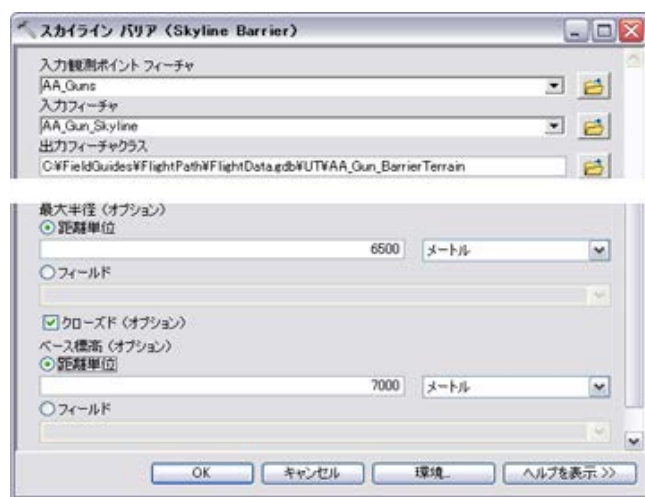 スカイライン バリア (Skyline Barrier)
入力観測ポイント フィーチャ
AA_Guns
入力フィーチャ
AA_Gun_Skyline
出力フィーチャクラス
C:¥FieldGuides¥FlightPath¥FlightData.gdb¥UT¥AA_Gun_BarrierTerrain
最大半径 (オプション)
距離単位
6500 メートル
フィールド
クローズド (オプション)
ベース標高 (オプション)
距離単位
7000 メートル
フィールド
OK キャンセル 環境... ヘルプを表示 >>